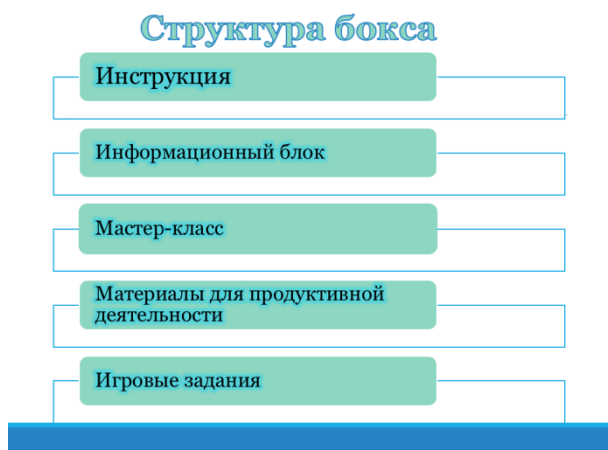 Структура бокса
Инструкция
Информационный блок
Мастер-класс
Материалы для продуктивной
деятельности
Игровые задания